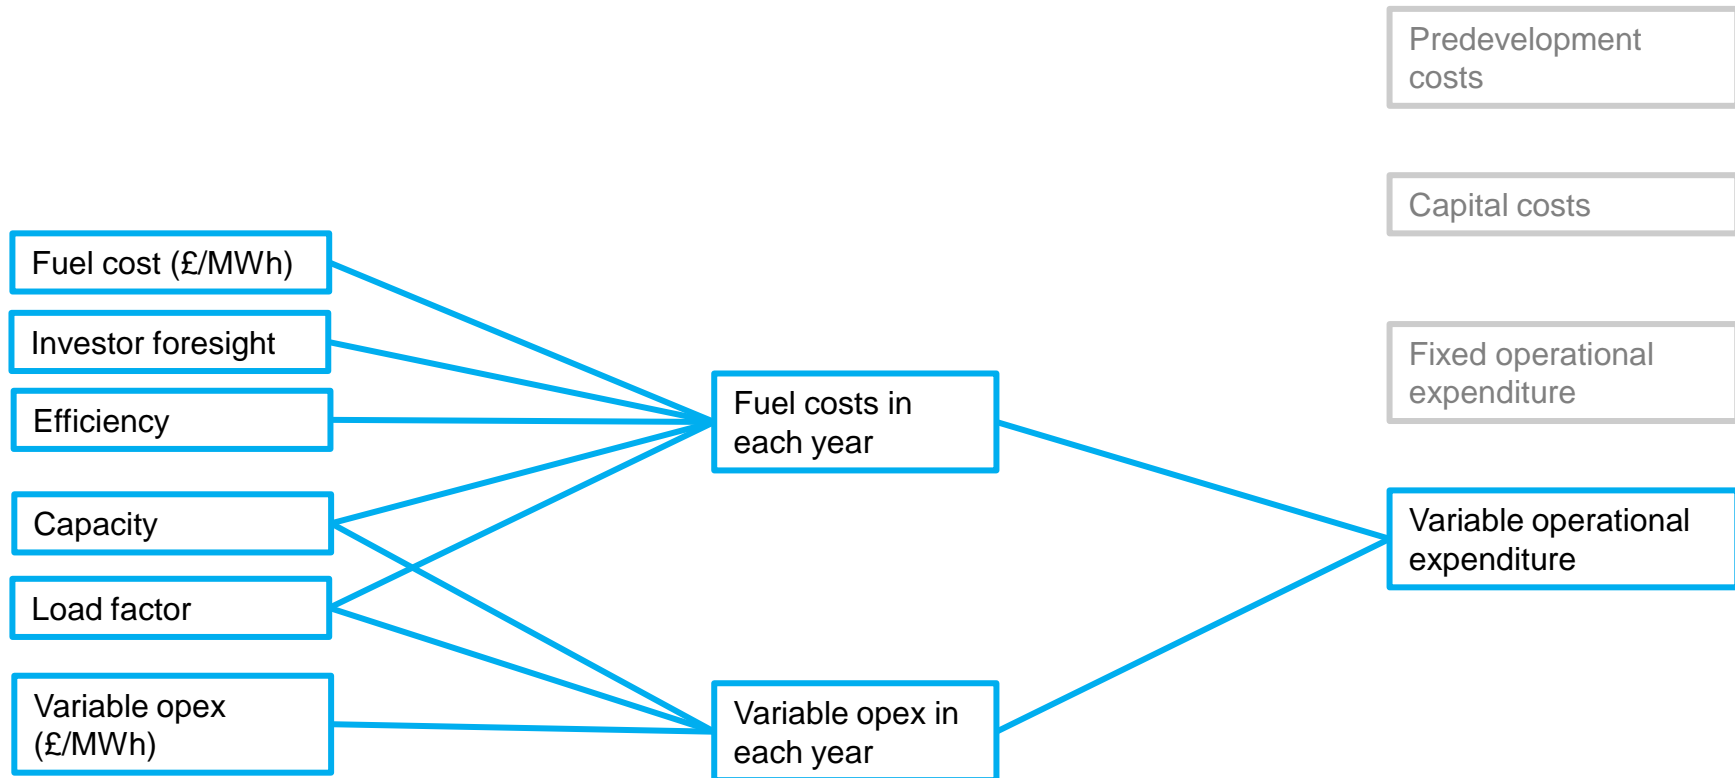 Predevelopment
costs
Capital costs
Fuel cost (£/MWh)
Investor foresight
Fixed operational
expenditure
Efficiency
Fuel costs in
each year
Capacity
Variable operational
expenditure
Load factor
Variable opex
(£/MWh)
Variable opex in
each year